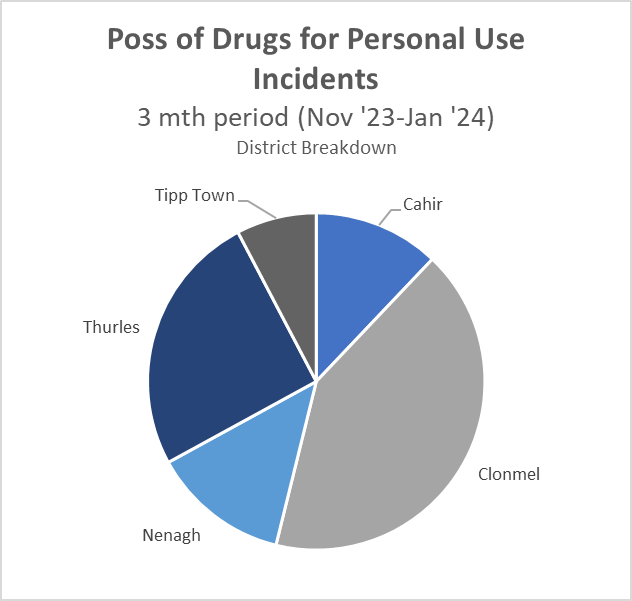 Poss of Drugs for Personal Use
Incidents
3 mth period (Nov '23-Jan '24)
District Breakdown
Tipp Town
Cahir
Thurles
Clonmel
Nenagh